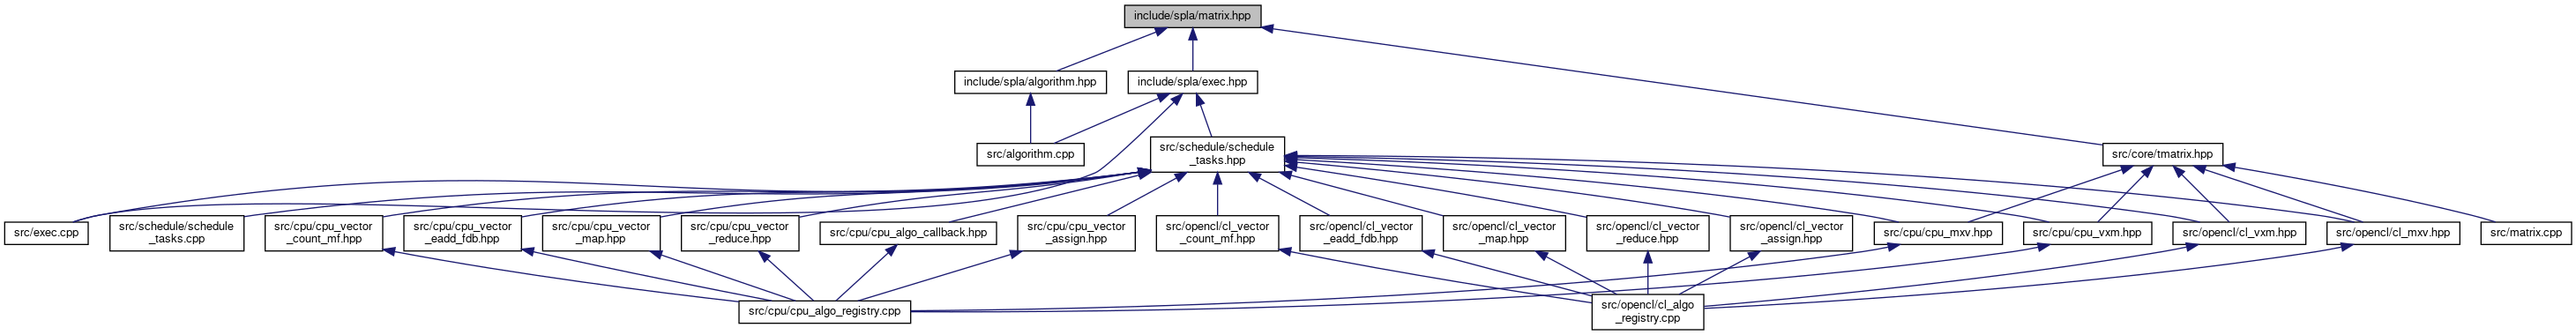 include/spla/matrix.hpp
include/spla/algorithm.hpp
include/spla/exec.hpp
src/algorithm.cpp
src/schedule/schedule
_tasks.hpp
src/core/tmatrix.hpp
src/exec.cpp
src/schedule/schedule
_tasks.cpp
src/cpu/cpu_vector
_count_mf.hpp
src/cpu/cpu_vector
_eadd_fdb.hpp
src/cpu/cpu_vector
_map.hpp
src/cpu/cpu_vector
_reduce.hpp
src/cpu/cpu_algo_callback.hpp
src/cpu/cpu_vector
_assign.hpp
src/opencl/cl_vector
_count_mf.hpp
src/opencl/cl_vector
_eadd_fdb.hpp
src/opencl/cl_vector
_map.hpp
src/opencl/cl_vector
_reduce.hpp
src/opencl/cl_vector
_assign.hpp
src/cpu/cpu_mxv.hpp
src/cpu/cpu_vxm.hpp
src/opencl/cl_vxm.hpp
src/opencl/cl_mxv.hpp
src/matrix.cpp
src/cpu/cpu_algo_registry.cpp
src/opencl/cl_algo
_registry.cpp